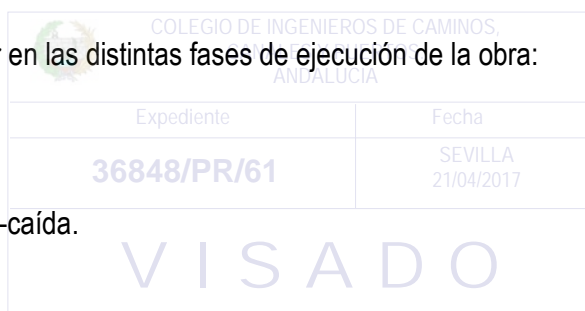 COLEGIO DE INGENIEROS DE CAMINOS,
en las distintas fases de ejecución de la obra:
ANDALUCIA
Expediente Fecha
36848/PR/61 SEVILLA
21/04/2017
-caída.
VISADO